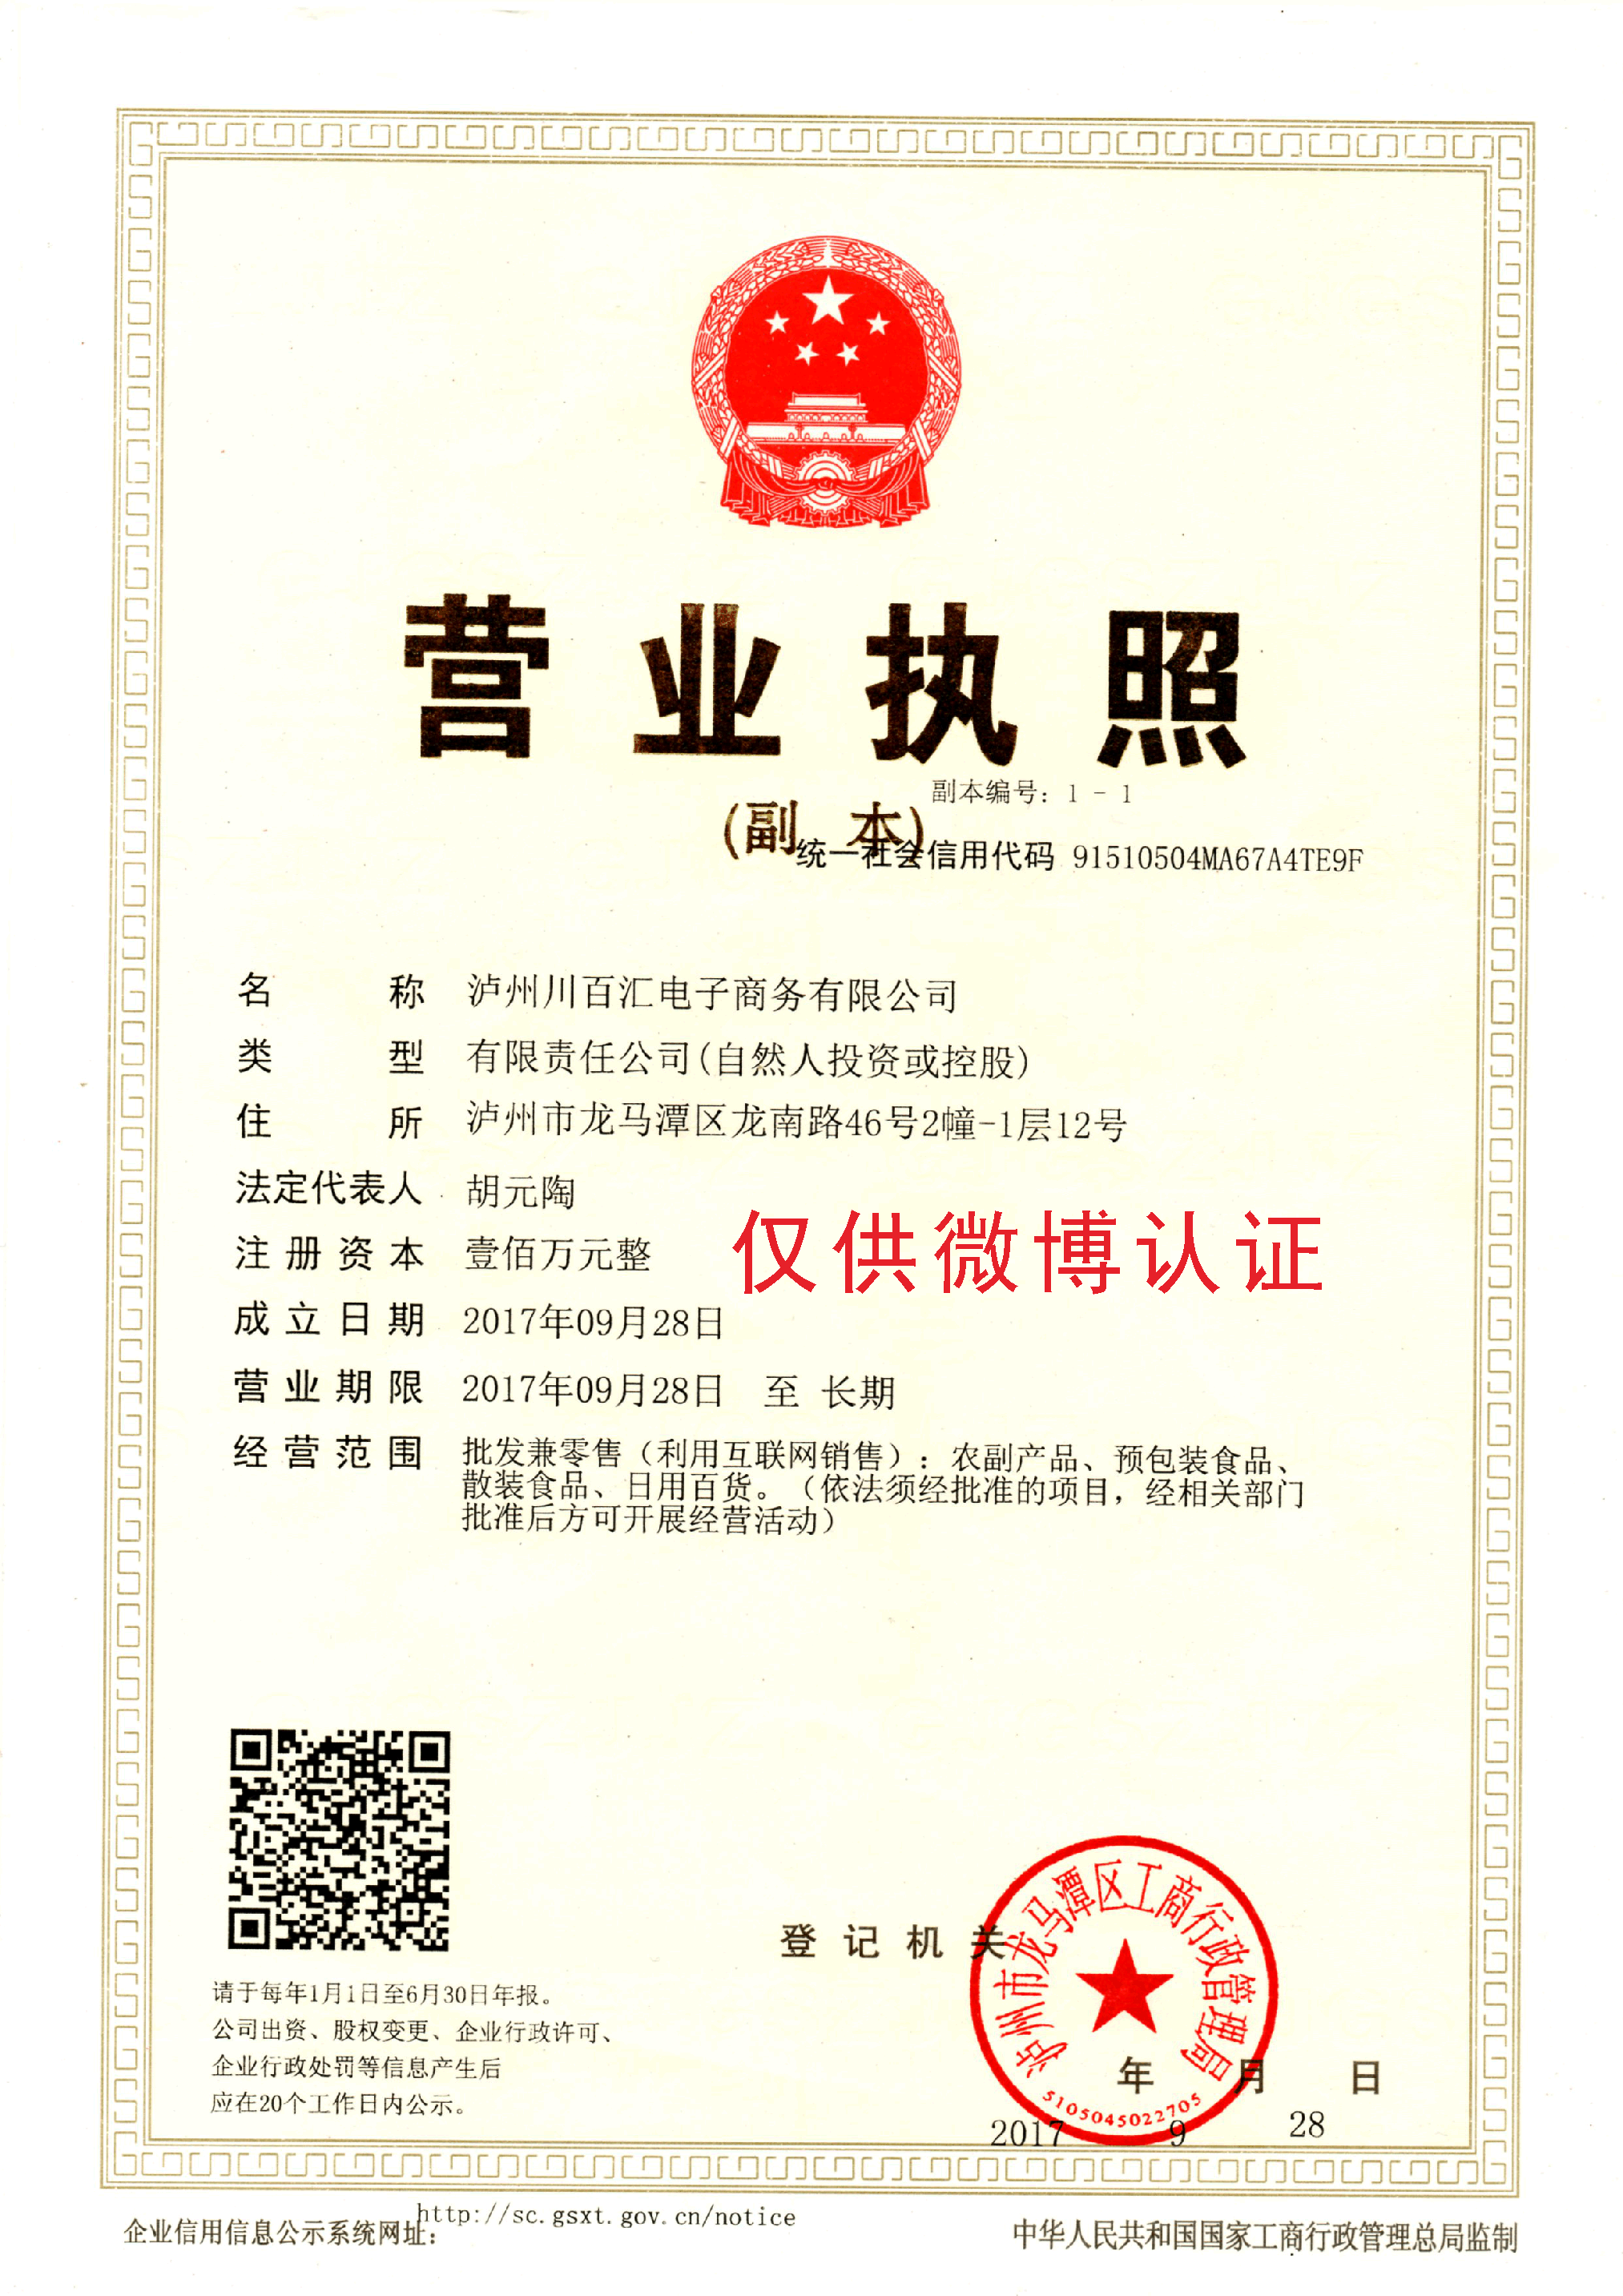 营业执照
副本编号：1－1
(副 本)
统一社会信用代码 91510504MA67A4TE9F
名称 泸州川百汇电子商务有限公司
类型 有限责任公司(自然人投资或控股)
住所 泸州市龙马潭区龙南路46号2幢-1层12号
法定代表人 胡元陶
注册资本 壹佰万元整
仅供微博认证
成立日期 2017年09月28日
营业期限 2017年09月28日 至 长期
经营范围 批发兼零售（利用互联网销售）：农副产品、预包装食品、
散装食品、日用百货。（依法须经批准的项目，经相关部门
批准后方可开展经营活动）
登记机关
泸州市龙马潭区工商行政管理局
5105045022705
年 月 日
2017 9 28
请于每年1月1日至6月30日年报。
公司出资、股权变更、企业行政许可、
企业行政处罚等信息产生后
应在20个工作日内公示。
企业信用信息公示系统网址：http://sc.gsxt.gov.cn/notice
中华人民共和国国家工商行政管理总局监制